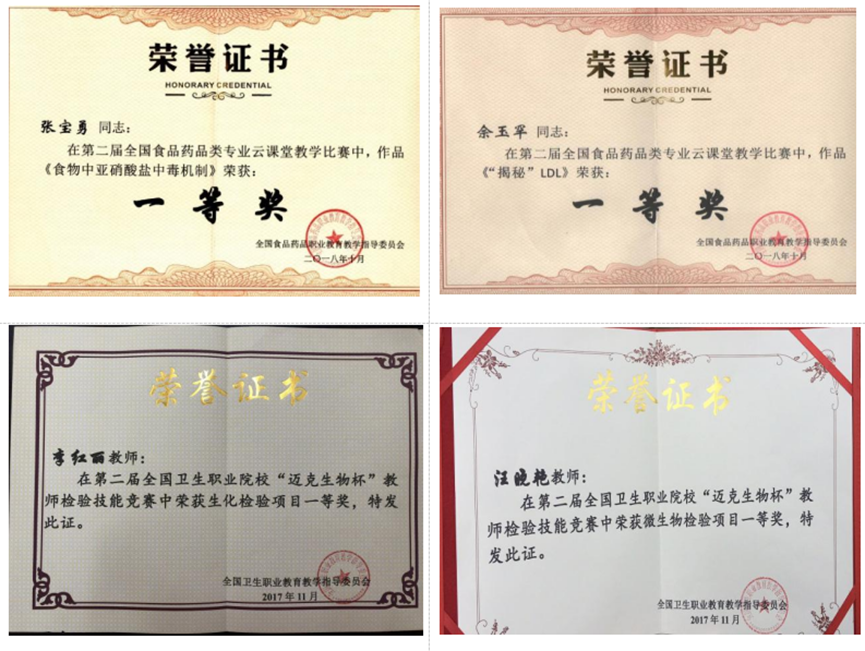 荣誉证书
HONORARY CREDENTIAL
张宝勇 同志：
在第二届全国食品药品类专业云课堂教学比赛中，作品
《食物中亚硝酸盐中毒机制》荣获：
一等奖
全国食品药品职业教育教学指导委员会
二〇一八年十月
荣誉证书
HONORARY CREDENTIAL
余玉罕 同志：
在第二届全国食品药品类专业云课堂教学比赛中，作品
《“揭秘”LDL》荣获：
一等奖
全国食品药品职业教育教学指导委员会
二〇一八年十月
荣誉证书
李红丽教师：
在第二届全国卫生职业院校“迈克生物杯”教
师检验技能竞赛中荣获生化检验项目一等奖，特发
此证。
全国卫生职业教育教学指导委员会
2017年11月
荣誉证书
汪晓艳教师：
在第二届全国卫生职业院校“迈克生物杯”教
师检验技能竞赛中荣获微生物检验项目一等奖，特
发此证。
全国卫生职业教育教学指导委员会
2017年11月